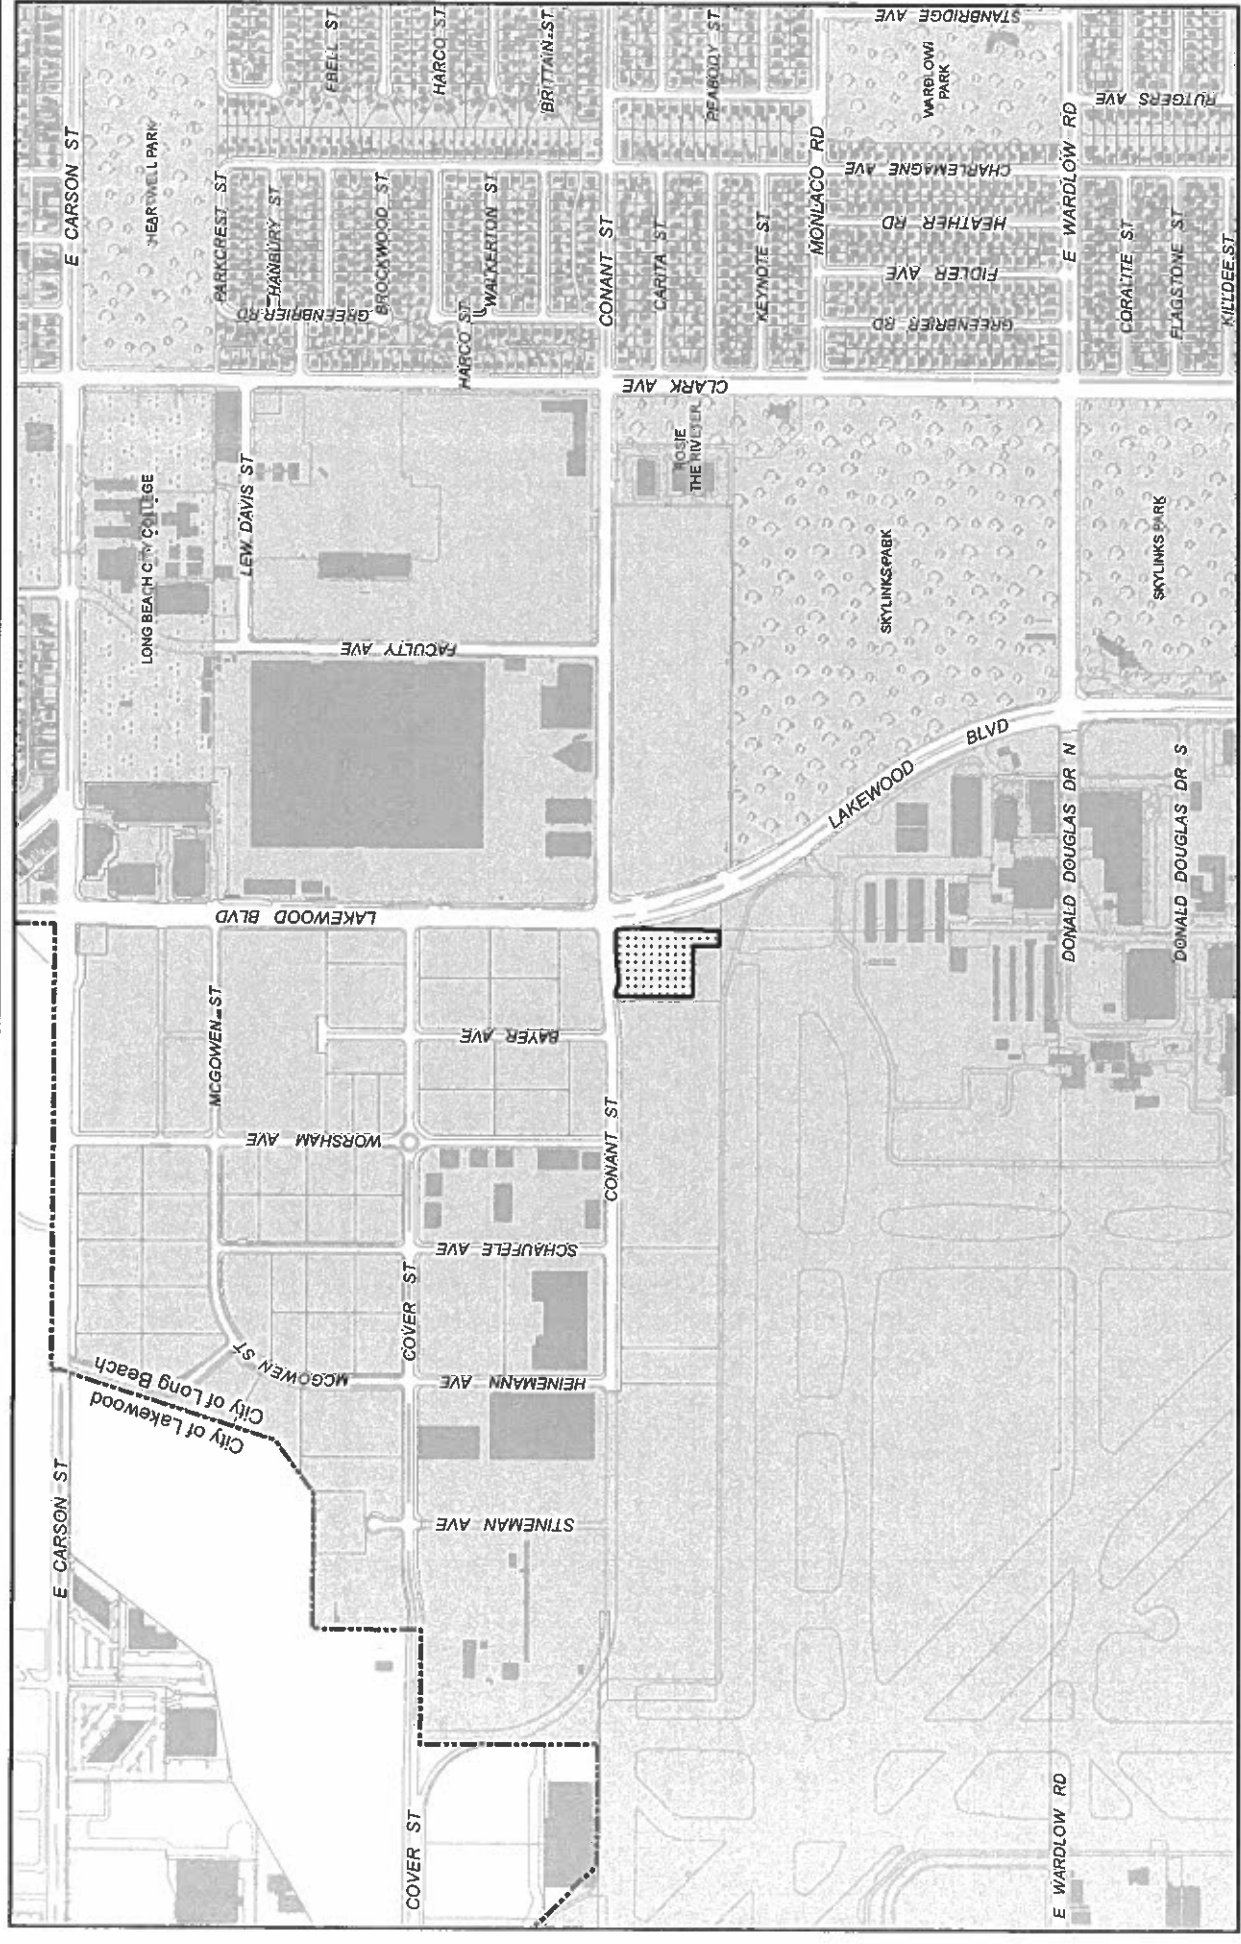 E CARSON ST
E CARSON ST
HEARTWELL PARK
PARKCREST ST
HANBURY ST
BROCKWOOD ST
GREENBRIER RD
HARCO ST
WALKERTON ST
EBELL ST
HARCO ST
BRITTAIN ST
PEABODY ST
STANBRIDGE AVE
WARDLOW
PARK
RUTGERS AVE
CONANT ST
CARITA ST
KEYNOTE ST
MONLACO RD
CHARLEMAGNE AVE
HEATHER RD
FIDLER AVE
GREENBRIER RD
E WARDLOW RD
CORALITE ST
FLAGSTONE ST
KILLDEE ST
CLARK AVE
LONG BEACH CITY COLLEGE
LEW DAVIS ST
FACULTY AVE
ROSIE
THE RIVETER
SKYLINKS PARK
SKYLINKS PARK
LAKEWOOD BLVD
LAKEWOOD BLVD
DONALD DOUGLAS DR N
DONALD DOUGLAS DR S
MCGOWEN ST
BAYER AVE
WORSHAM AVE
CONANT ST
SCHAUFELE AVE
COVER ST
MCGOWEN ST
HEINEMANN AVE
City of Long Beach
City of Lakewood
STINEMAN AVE
COVER ST
E WARDLOW RD